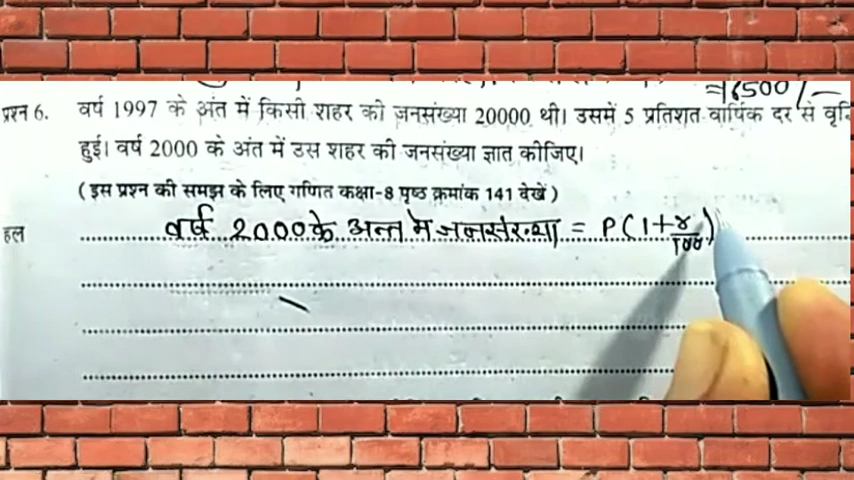 =16500/-
प्रश्न 6. वर्ष 1997 के अंत में किसी शहर की जनसंख्या 20000 थी। उसमें 5 प्रतिशत वार्षिक दर से
हुई। वर्ष 2000 के अंत में उस शहर की जनसंख्या ज्ञात कीजिए।
(इस प्रश्न की समझ के लिए गणित कक्षा-8 पृष्ठ क्रमांक 141 देखें)
हल वर्ष 2000 के अन्त में जनसंख्या = P(1+r/100)